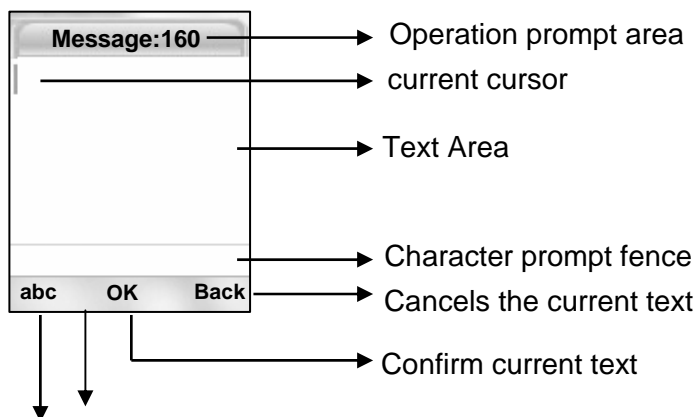 Message:160
Operation prompt area
current cursor
Text Area
Character prompt fence
abc OK Back
Cancels the current text
Confirm current text